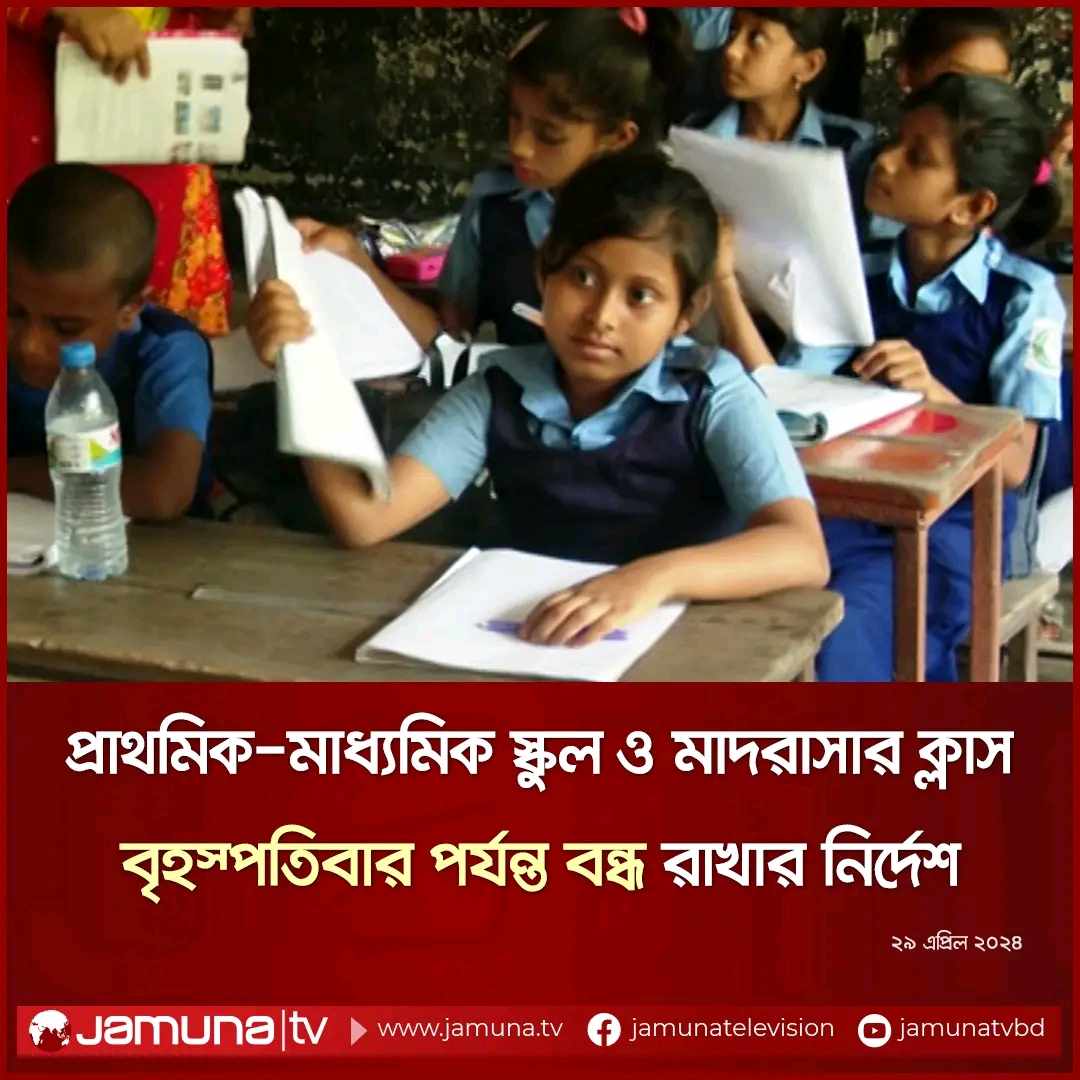 প্রাথমিক-মাধ্যমিক স্কুল ও মাদরাসার ক্লাস
বৃহস্পতিবার পর্যন্ত বন্ধ রাখার নির্দেশ
২৯ এপ্রিল ২০২৪
Jamuna|tv www.jamuna.tv jamunatelevision jamunatvbd